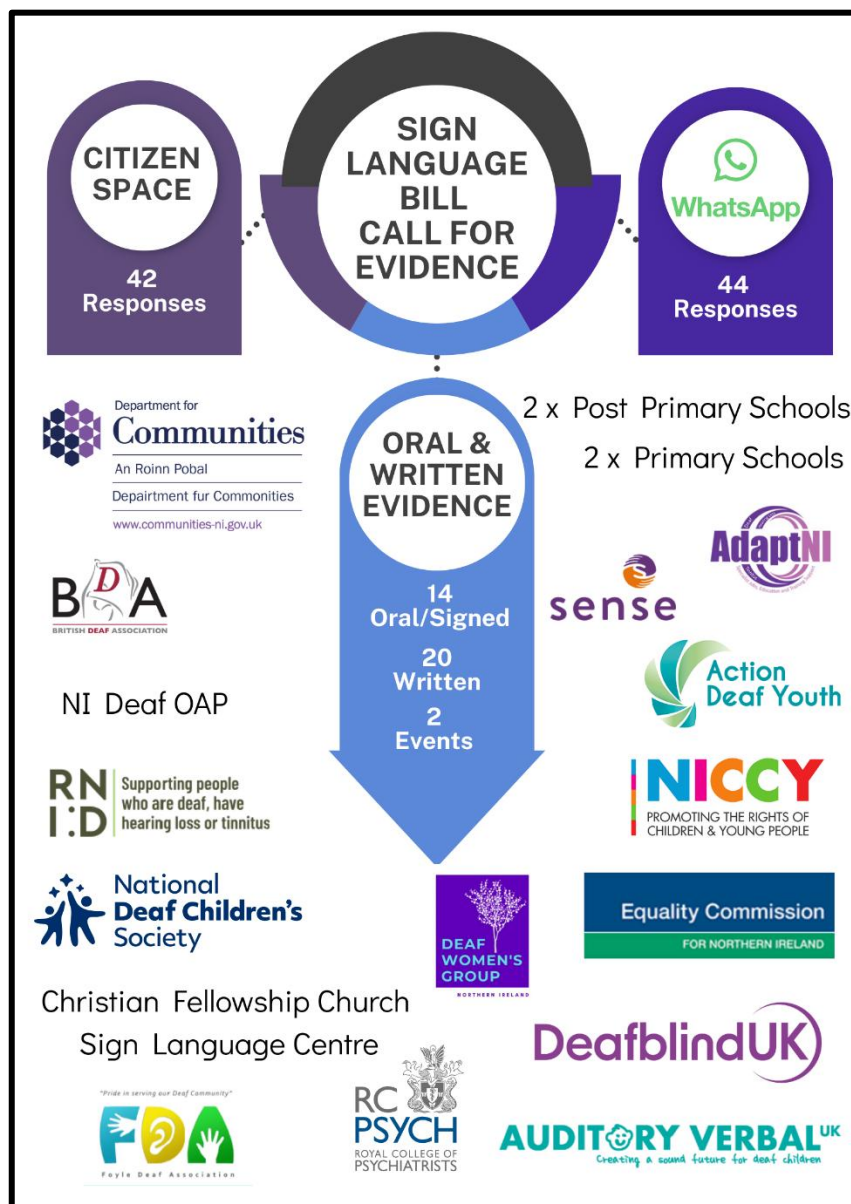 CITIZEN
SPACE
42
Responses
SIGN
LANGUAGE
BILL
CALL FOR
EVIDENCE
WhatsApp
44
Responses
Department for
Communities
An Roinn Pobal
Depairtment fur Commonities
www.communities-ni.gov.uk
ORAL &
WRITTEN
EVIDENCE
14
Oral/Signed
20
Written
2
Events
2 x Post Primary Schools
2 x Primary Schools
AdaptNI
sense
BDA
BRITISH DEAF ASSOCIATION
Action
Deaf Youth
NI Deaf OAP
RN
I:D
Supporting people
who are deaf, have
hearing loss or tinnitus
NICCY
PROMOTING THE RIGHTS OF
CHILDREN & YOUNG PEOPLE
National
Deaf Children's
Society
DEAF
WOMEN'S
GROUP
NORTHERN IRELAND
Equality Commission
FOR NORTHERN IRELAND
Christian Fellowship Church
Sign Language Centre
DeafblindUK
"Pride in serving our Deaf Community"
FDA
Foyle Deaf Association
RC
PSYCH
ROYAL COLLEGE OF
PSYCHIATRISTS
AUDITORY VERBAL UK
Creating a sound future for deaf children